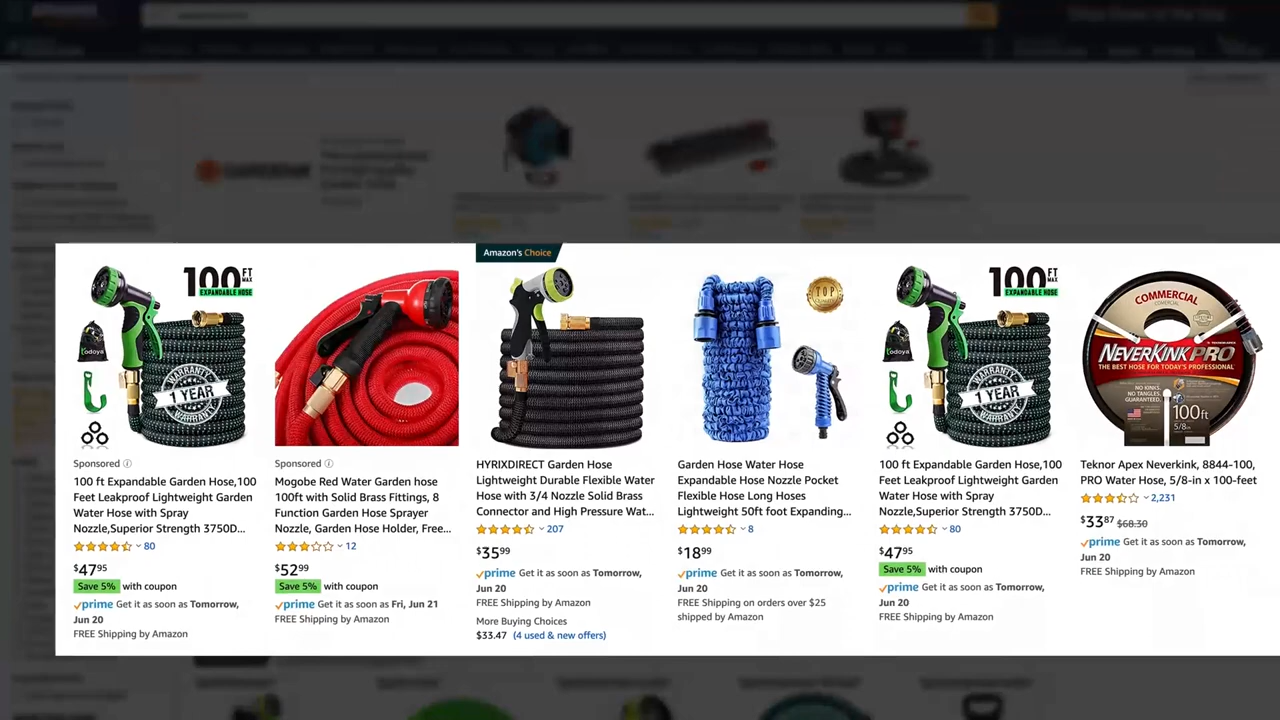 Amazon's Choice
100 FT
MAX
EXPANDABLE HOSE
Todoya
WARRANTY
1 YEAR
WARRANTY
Sponsored
100 ft Expandable Garden Hose,100
Feet Leakproof Lightweight Garden
Water Hose with Spray
Nozzle,Superior Strength 3750D...
80
$47.95
Save 5% with coupon
prime Get it as soon as Tomorrow,
Jun 20
FREE Shipping by Amazon
Sponsored
Mogobe Red Water Garden hose
100ft with Solid Brass Fittings, 8
Function Garden Hose Sprayer
Nozzle, Garden Hose Holder, Free...
12
$52.99
Save 5% with coupon
prime Get it as soon as Fri, Jun 21
FREE Shipping by Amazon
HYRIXDIRECT Garden Hose
Lightweight Durable Flexible Water
Hose with 3/4 Nozzle Solid Brass
Connector and High Pressure Wat...
207
$35.99
prime Get it as soon as Tomorrow,
Jun 20
FREE Shipping by Amazon
More Buying Choices
$33.47 (4 used & new offers)
TOP
Garden Hose Water Hose
Expandable Hose Nozzle Pocket
Flexible Hose Long Hoses
Lightweight 50ft foot Expanding...
8
$18.99
prime Get it as soon as Tomorrow,
Jun 20
FREE Shipping on orders over $25
shipped by Amazon
100 FT
MAX
EXPANDABLE HOSE
Todoya
WARRANTY
1 YEAR
WARRANTY
100 ft Expandable Garden Hose,100
Feet Leakproof Lightweight Garden
Water Hose with Spray
Nozzle,Superior Strength 3750D...
80
$47.95
Save 5% with coupon
prime Get it as soon as Tomorrow,
Jun 20
FREE Shipping by Amazon
COMMERCIAL
COMERCIAL
NEVERKINK PRO
THE BEST HOSE FOR TODAY'S PROFESSIONAL
NO KINKS.
NO TANGLES.
GUARANTEED.
100 ft
5/8 in
Teknor Apex Neverkink, 8844-100,
PRO Water Hose, 5/8-in x 100-feet
2,231
$33.87 $68.30
prime Get it as soon as Tomorrow,
Jun 20
FREE Shipping by Amazon